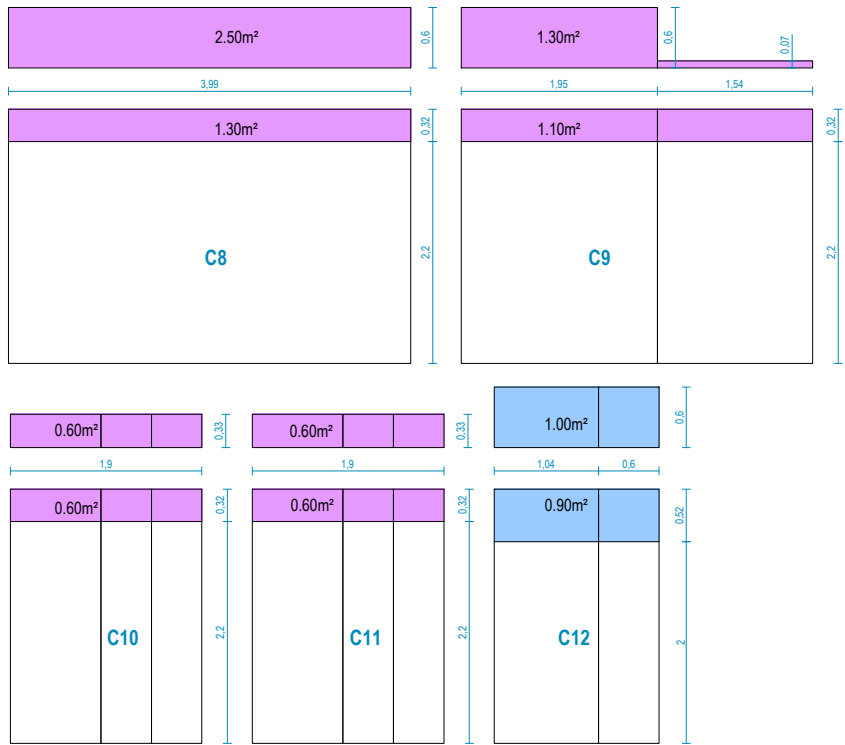 2.50m²
0,6
1.30m²
0,6
0,07
3,99
1,95
1,54
1.30m²
0,32
1.10m²
0,32
C8
2,2
C9
2,2
0.60m²
0,33
0.60m²
0,33
1.00m²
0,6
1,9
1,9
1,04
0,6
0.60m²
0,32
0.60m²
0,32
0.90m²
0,52
C10
2,2
C11
2,2
C12
2